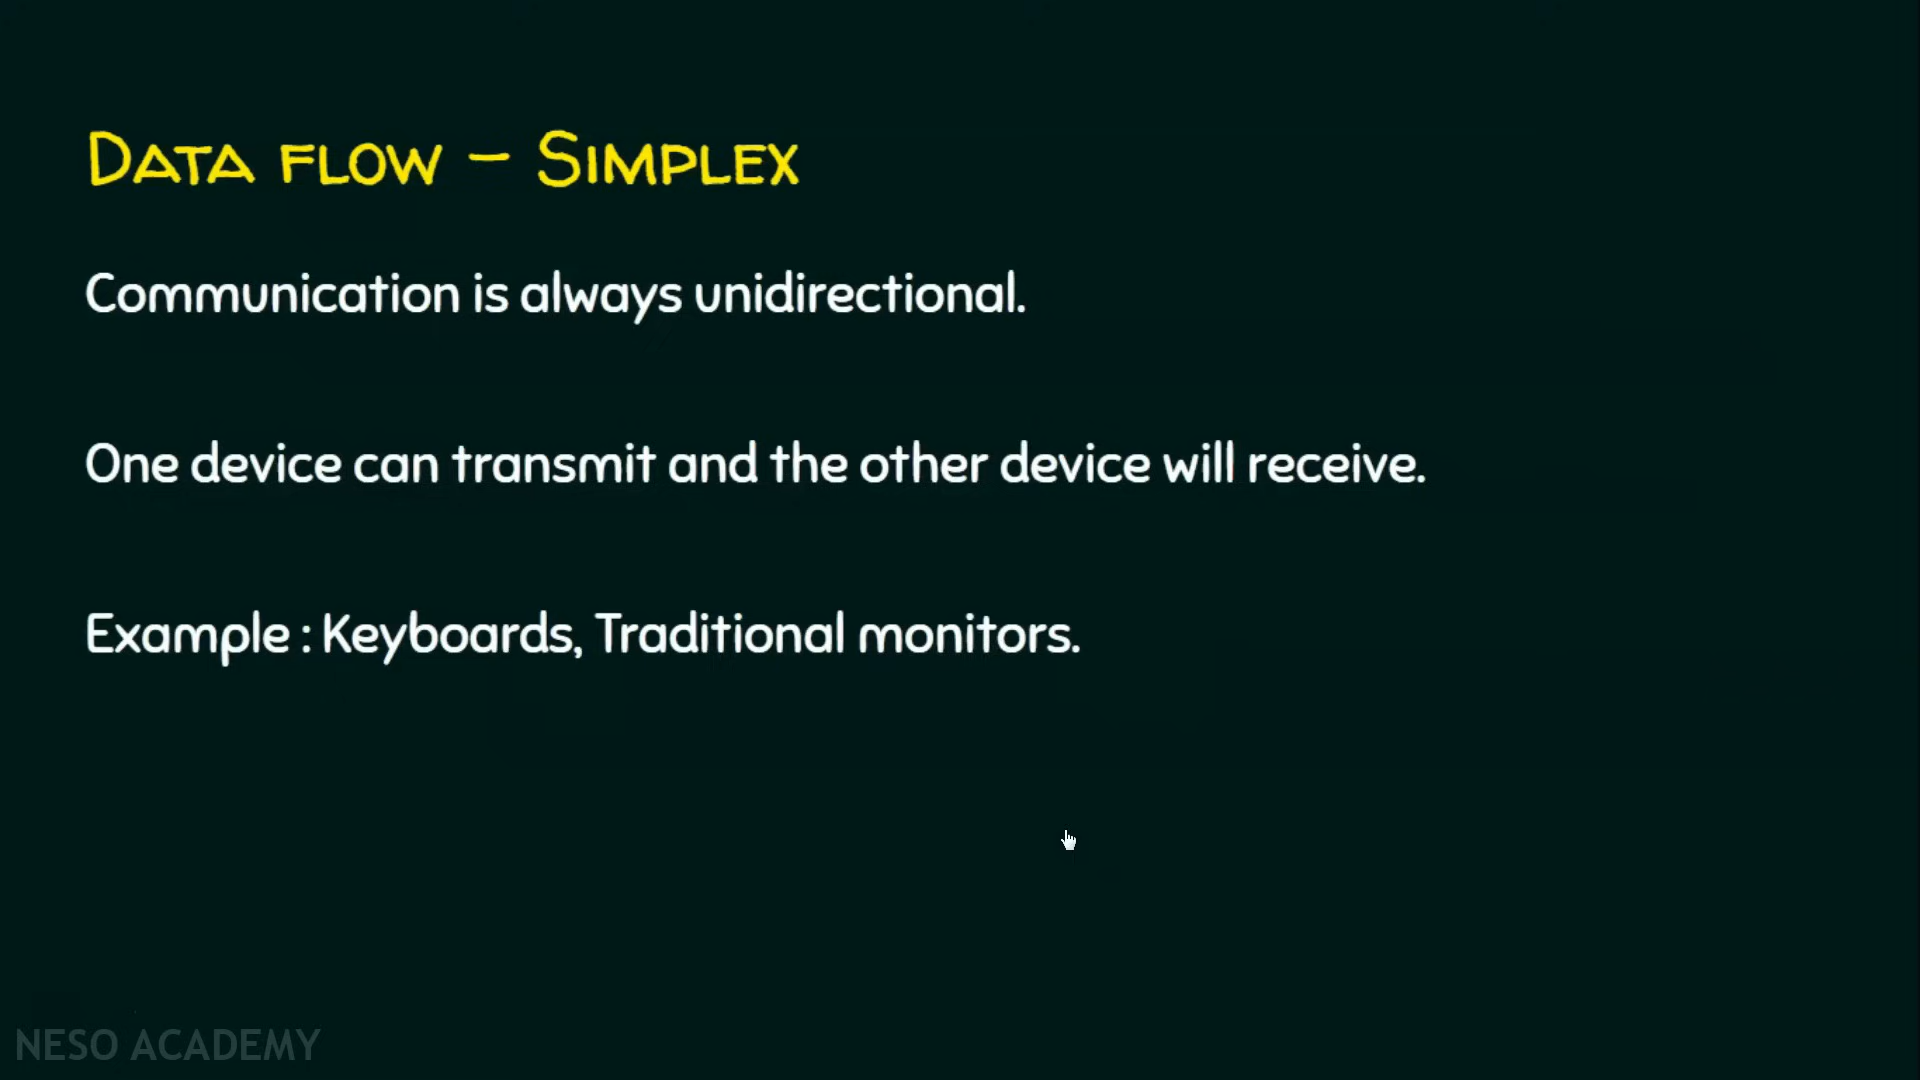 DATA FLOW – SIMPLEX
Communication is always unidirectional.
One device can transmit and the other device will receive.
Example : Keyboards, Traditional monitors.
NESO ACADEMY